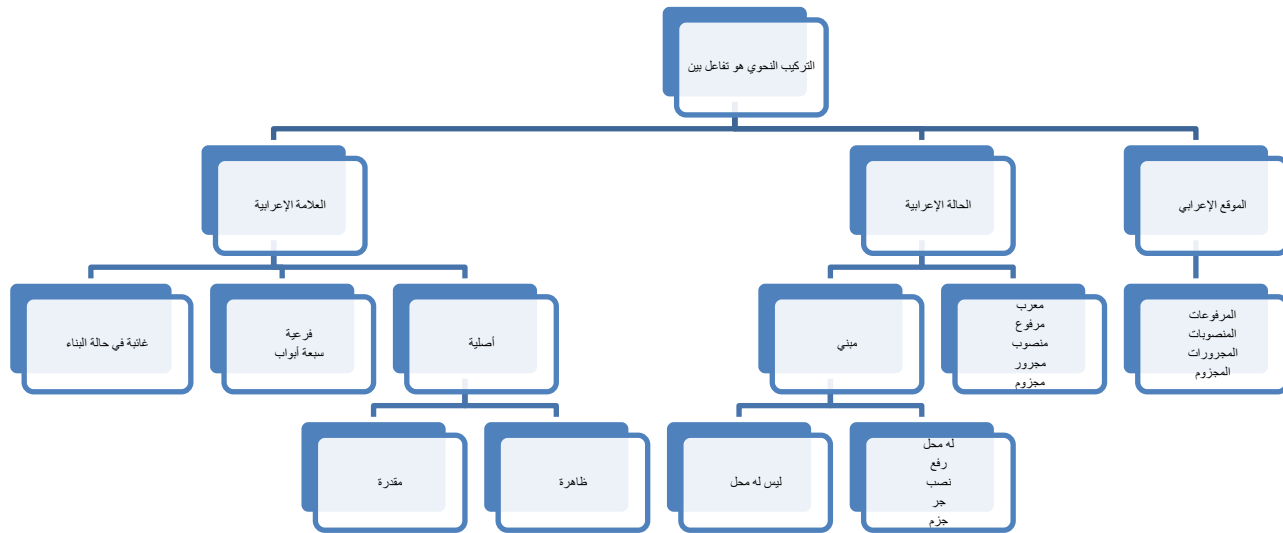 التركيب النحوي هو تفاعل بين
الموقع الإعرابي
الحالة الإعرابية
العلامة الإعرابية
المرفوعات
المنصوبات
المجرورات
المجزوم
معرب
مرفوع
منصوب
مجرور
مجزوم
مبني
أصلية
فرعية
سبعة أبواب
غائبة في حالة البناء
له محل
رفع
نصب
جر
جزم
ليس له محل
ظاهرة
مقدرة